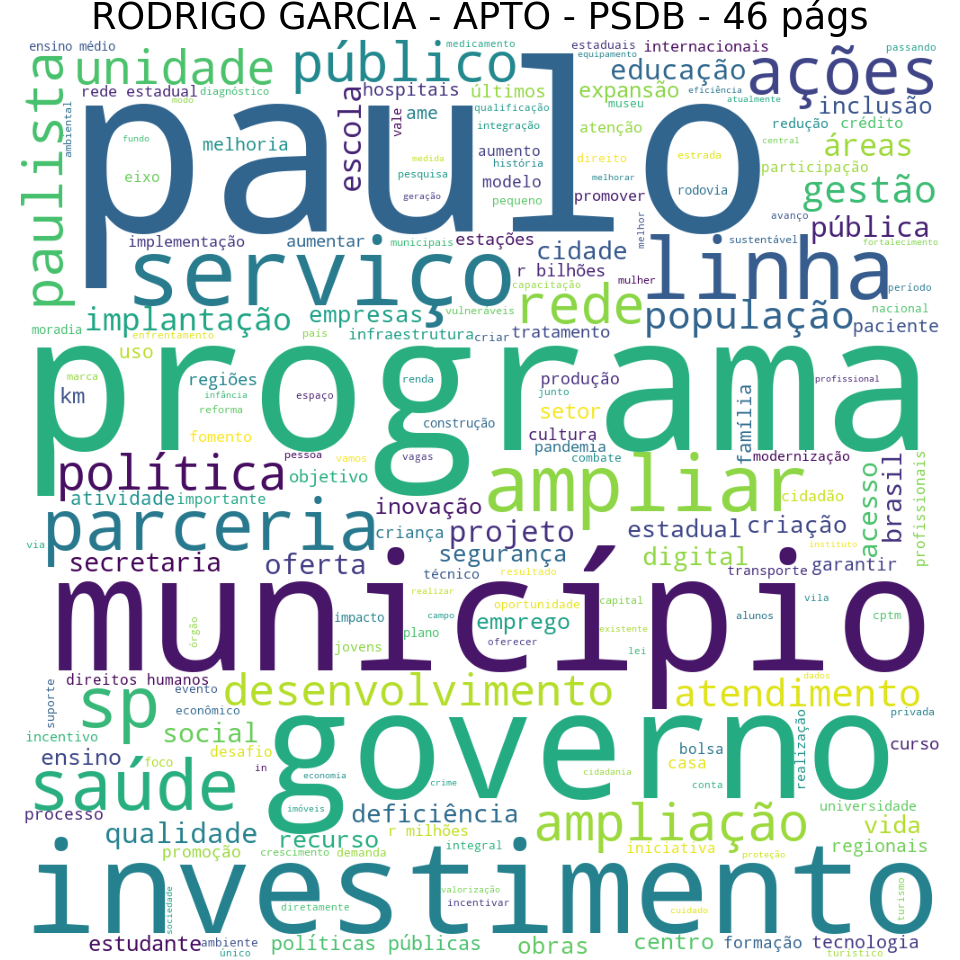 RODRIGO GARCIA - APTO - PSDB - 46 págs
ensino médio
medicamento
estaduais
internacionais
passando
unidade
público
equipamento
educação
ações
paulista
rede estadual
diagnóstico
hospitais
últimos
expansão
eficiência
modo
museu
atualmente
inclusão
ambiental
paulo
escola
vale
ame
qualificação
fundo
melhoria
integração
atenção
redução
crédito
central
áreas
eixo
medida
aumento
história
direito
estrada
participação
pesquisa
modelo
melhorar
gestão
geração
pequeno
promover
rodovia
implementação
aumentar
municipais
estações
cidade
melhor
avanço
pública
sustentável
fortalecimento
serviço
r bilhões
mulher
linha
capacitação
período
moradia
implantação
empresas
vulneráveis
rede
população
nacional
paciente
enfrentamento
país
infraestrutura
criar
tratamento
uso
programa
marca
km
regiões
infância
reforma
renda
espaço
produção
junto
profissional
setor
família
construção
fomento
cultura
pandemia
pessoa
vamos
vagas
combate
modernização
política
objetivo
ampliar
acesso
brasil
profissionais
atividade
importante
inovação
cidadão
parceria
criança
projeto
estadual
criação
via
segurança
instituto
secretaria
oferta
digital
garantir
técnico
resultado
transporte
município
realizar
órgão
impacto
campo
oportunidade
capital
vila
emprego
alunos
cptm
plano
existente
jovens
oferecer
lei
direitos humanos
dados
suporte
evento
desenvolvimento
atendimento
sp
econômico
governo
privada
incentivo
social
realização
desafio
bolsa
curso
ensino
foco
casa
in
economia
crime
cidadania
conta
saúde
imóveis
deficiência
universidade
processo
qualidade
r milhões
ampliação
vida
recurso
integral
regionais
promoção
crescimento
demanda
iniciativa
proteção
investimento
sociedade
valorização
turismo
incentivar
diretamente
cuidado
estudante
ambiente
único
políticas públicas
obras
centro
formação
tecnologia
turístico